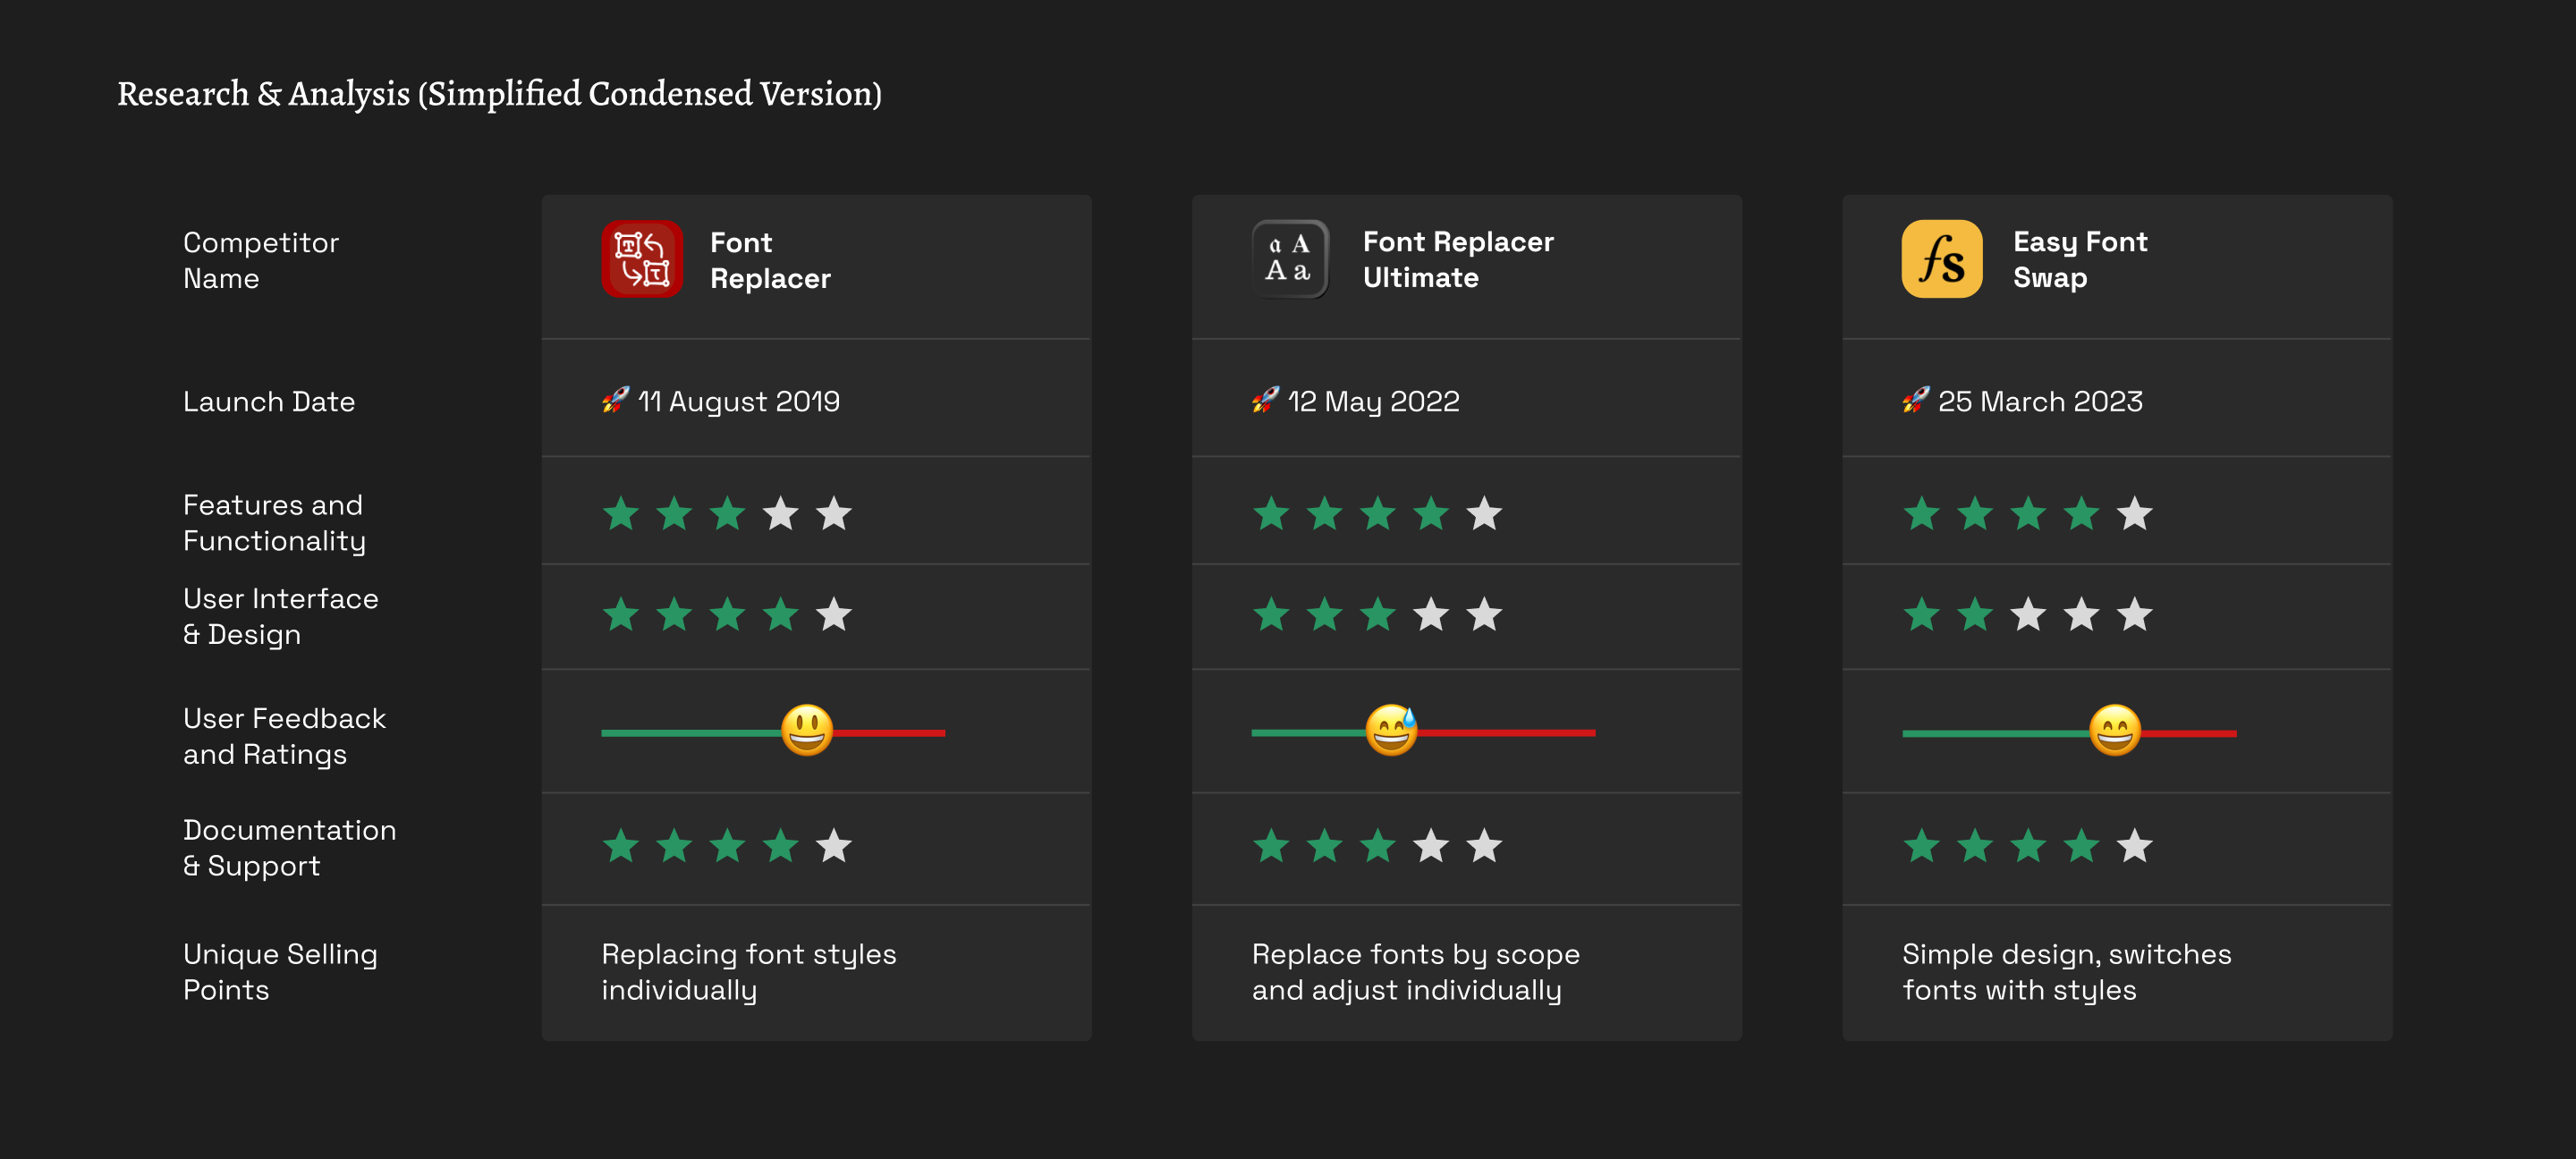 Research & Analysis (Simplified Condensed Version)
Competitor
Name
Font
Replacer
Font Replacer
Ultimate
Easy Font
Swap
T
T
a A
A a
fs
Launch Date
🚀 11 August 2019
🚀 12 May 2022
🚀 25 March 2023
Features and
Functionality
User Interface
& Design
User Feedback
and Ratings
Documentation
& Support
Unique Selling
Points
Replacing font styles
individually
Replace fonts by scope
and adjust individually
Simple design, switches
fonts with styles